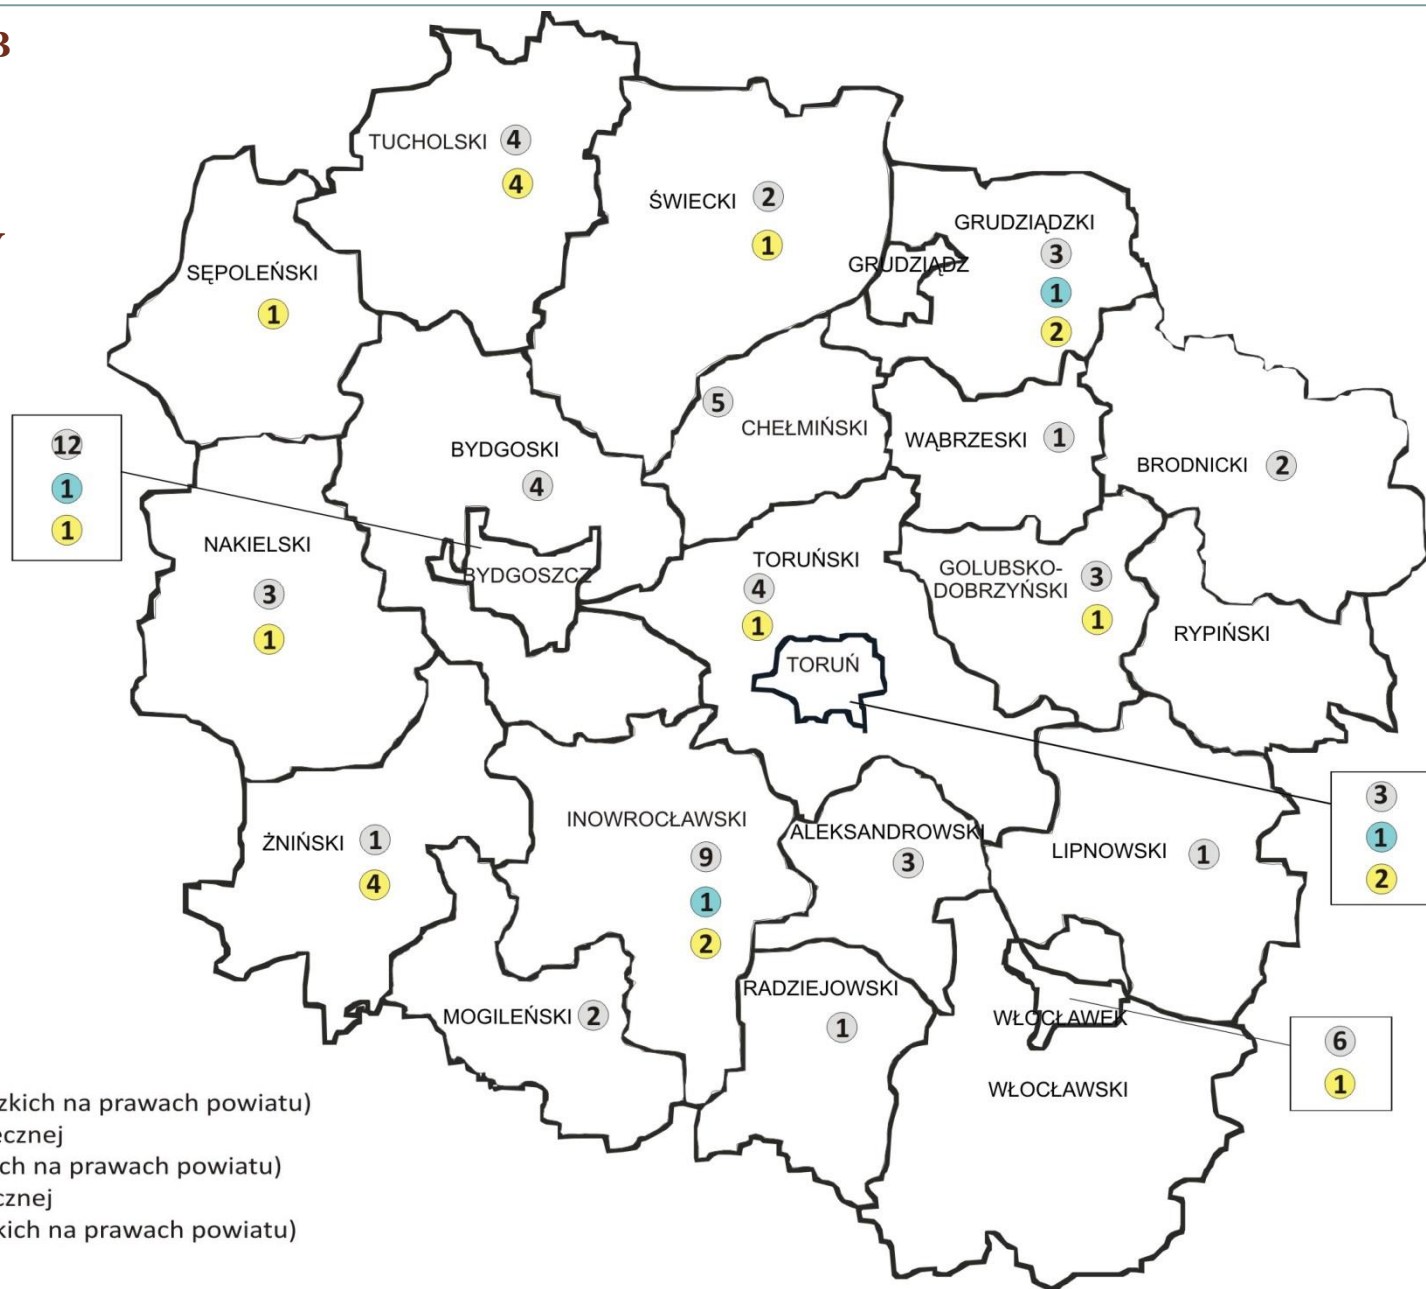 B
TUCHOLSKI 4
4
ŚWIECKI 2
1
GRUDZIĄDZKI
3
GRUDZIĄDZ
1
2
SĘPOLEŃSKI
1
5
CHEŁMIŃSKI
WĄBRZESKI 1
BRODNICKI 2
12
1
1
BYDGOSKI
4
NAKIELSKI
3
1
BYDGOSZCZ
TORUŃSKI
4
1
TORUŃ
GOLUBSKO-
DOBRZYŃSKI 3
1
RYPIŃSKI
3
1
2
ŻNIŃSKI 1
4
INOWROCŁAWSKI
9
1
2
ALEKSANDROWSKI
3
LIPNOWSKI 1
MOGILEŃSKI 2
RADZIEJOWSKI
1
WŁOCŁAWEK
6
1
WŁOCŁAWSKI
zkich na prawach powiatu)
ecznej
ch na prawach powiatu)
cznej
kich na prawach powiatu)